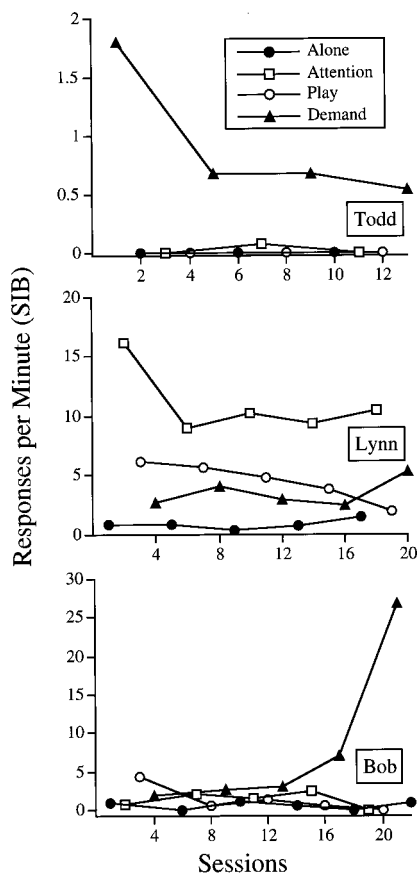 Responses per Minute (SIB)
2
1.5
1
0.5
0
Alone
Attention
Play
Demand
Todd
2 4 6 8 10 12
20
15
10
5
0
Lynn
4 8 12 16 20
30
25
20
15
10
5
0
Bob
4 8 12 16 20
Sessions